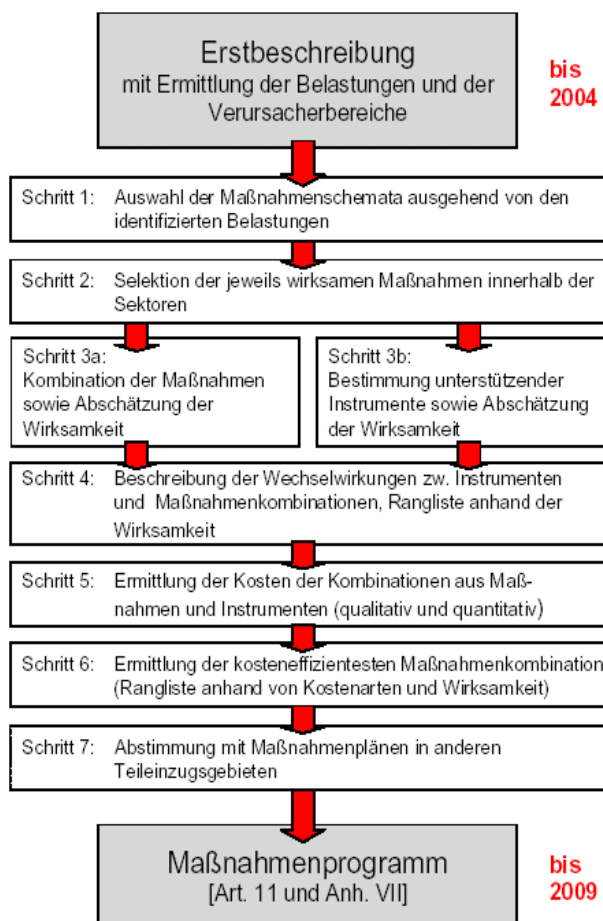 Erstbeschreibung
mit Ermittlung der Belastungen und der
Verursacherbereiche
bis
2004
Schritt 1: Auswahl der Maßnahmenschemata ausgehend von den
identifizierten Belastungen
Schritt 2: Selektion der jeweils wirksamen Maßnahmen innerhalb der
Sektoren
Schritt 3a:
Kombination der Maßnahmen
sowie Abschätzung der
Wirksamkeit
Schritt 3b:
Bestimmung unterstützender
Instrumente sowie Abschätzung
der Wirksamkeit
Schritt 4: Beschreibung der Wechselwirkungen zw. Instrumenten
und Maßnahmenkombinationen, Rangliste anhand der
Wirksamkeit
Schritt 5: Ermittlung der Kosten der Kombinationen aus Maß-
nahmen und Instrumenten (qualitativ und quantitativ)
Schritt 6: Ermittlung der kosteneffizientesten Maßnahmenkombination
(Rangliste anhand von Kostenarten und Wirksamkeit)
Schritt 7: Abstimmung mit Maßnahmenplänen in anderen
Teileinzugsgebieten
Maßnahmenprogramm
[Art. 11 und Anh. VII]
bis
2009